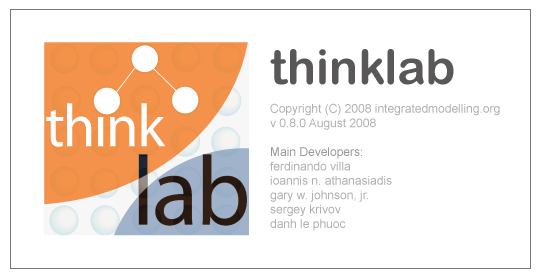 think
lab
thinklab
Copyright (C) 2008 integratedmodelling.org
v 0.8.0 August 2008
Main Developers:
ferdinando villa
ioannis n. athanasiadis
gary w. johnson, jr.
sergey krivov
danh le phuoc